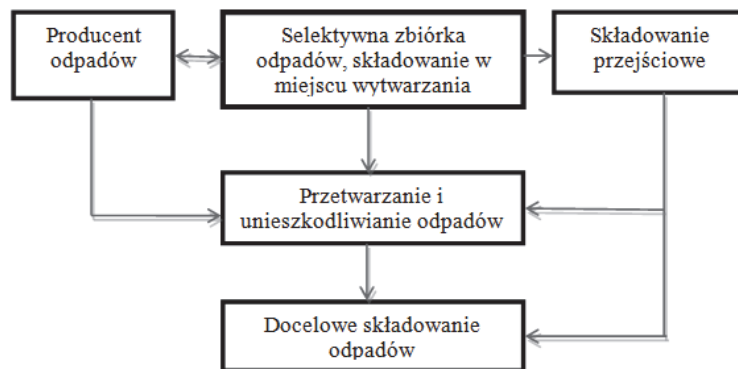 Producent
odpadów
Selektywna zbiórka
odpadów, składowanie w
miejscu wytwarzania
Składowanie
przejściowe
Przetwarzanie i
unieszkodliwianie odpadów
Docelowe składowanie
odpadów